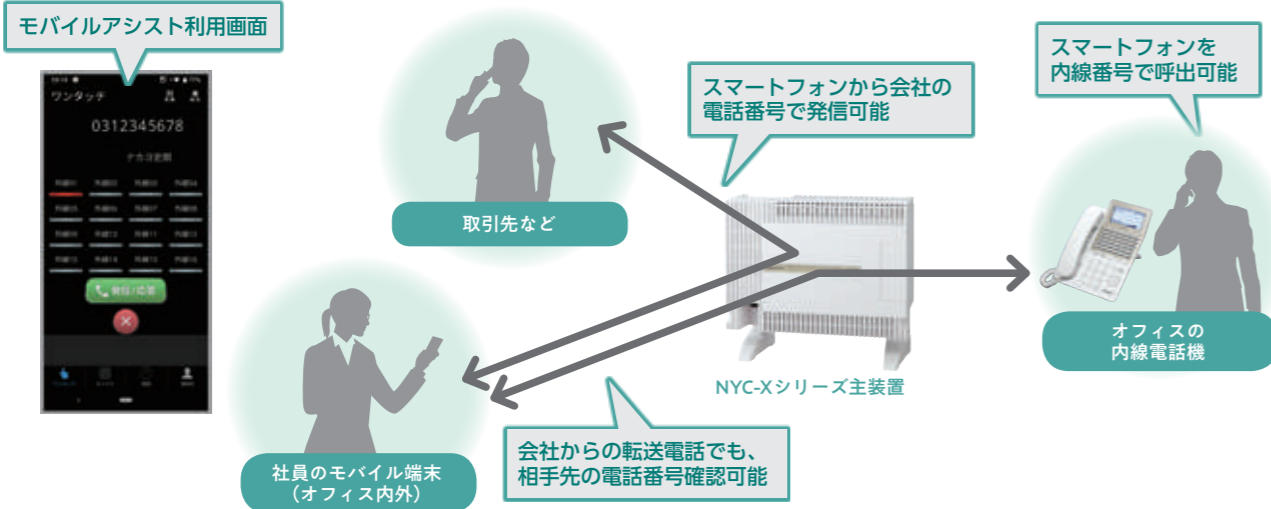 モバイルアシスト利用画面
ワンタッチ
0312345678
スマートフォンから会社の
電話番号で発信可能
スマートフォンを
内線番号で呼出可能
取引先など
オフィスの
内線電話機
NYC-Xシリーズ主装置
会社からの転送電話でも、
相手先の電話番号確認可能
社員のモバイル端末
（オフィス内外）